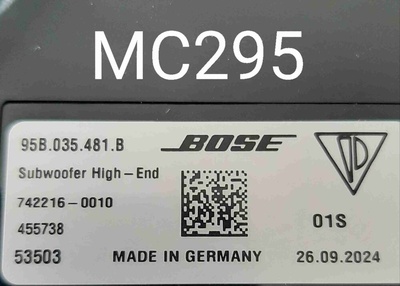 MC295
95B.035.481.B
BOSE
Subwoofer High-End
742216-0010
01S
455738
53503
MADE IN GERMANY
26.09.2024